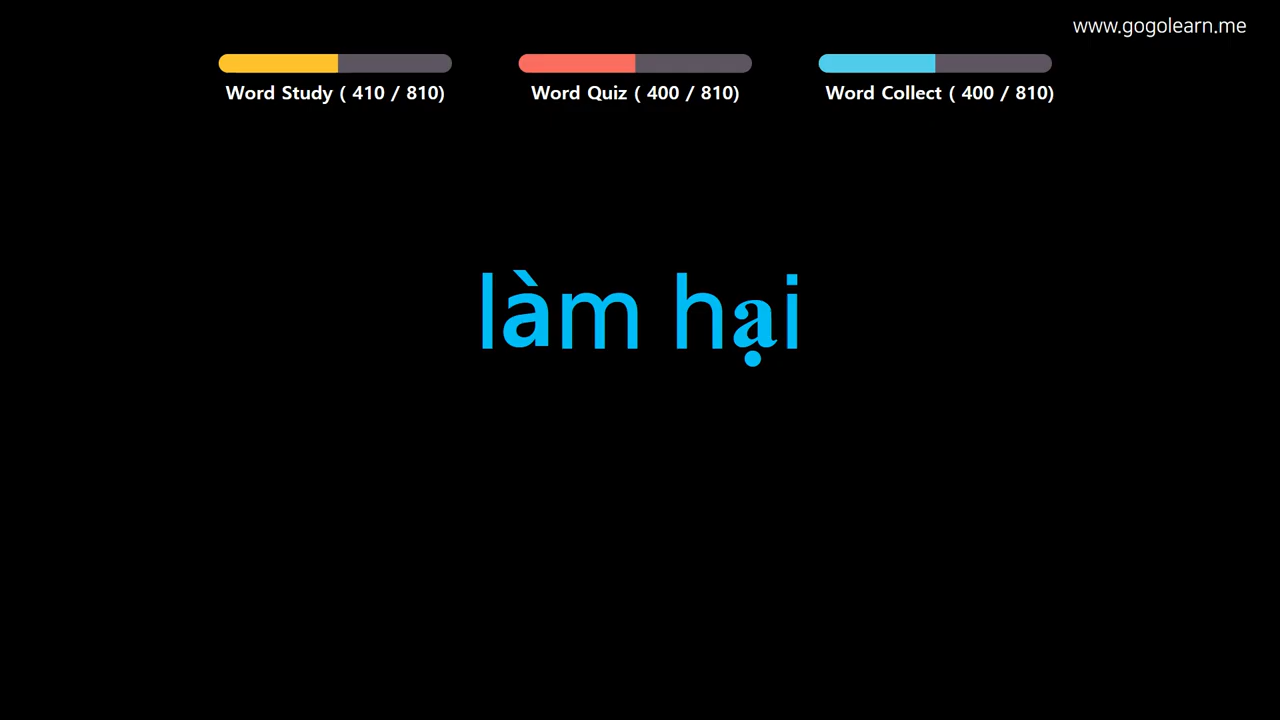 www.gogolearn.me
Word Study ( 410 / 810)
Word Quiz ( 400 / 810)
Word Collect ( 400 / 810)
làm hại